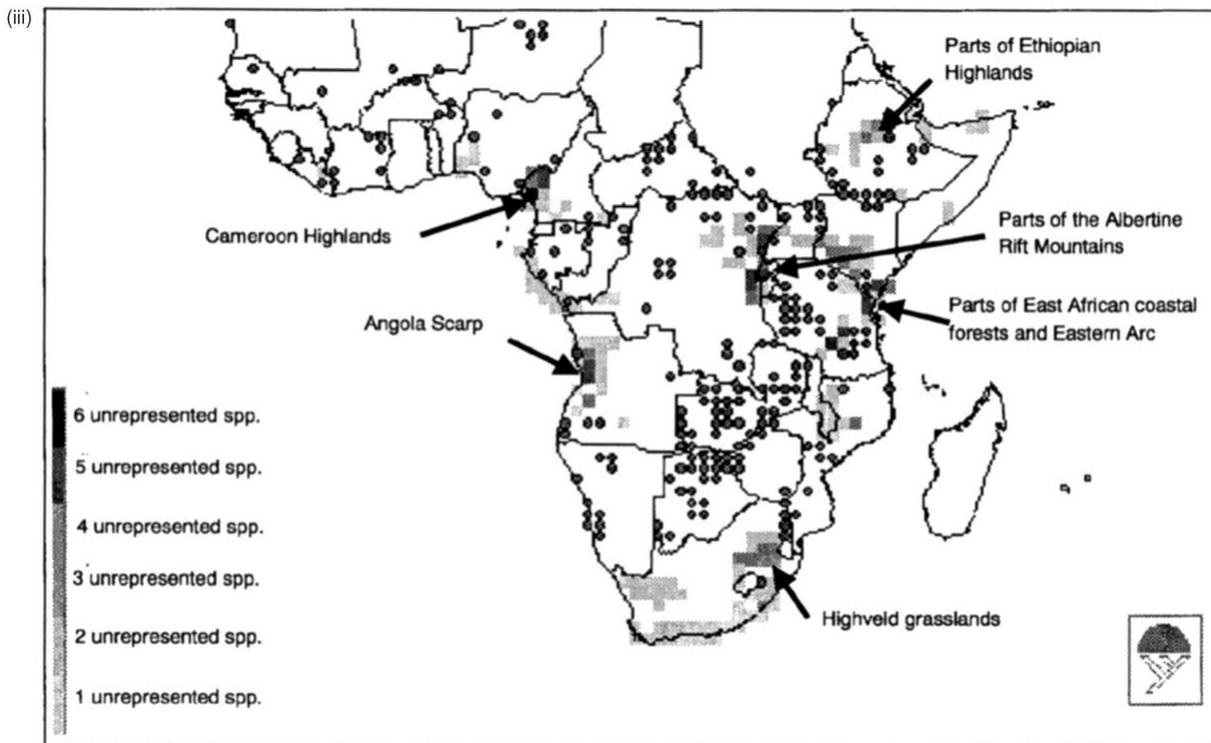 (iii)
Parts of Ethiopian
Highlands
Cameroon Highlands
Parts of the Albertine
Rift Mountains
Angola Scarp
Parts of East African coastal
forests and Eastern Arc
6 unrepresented spp.
5 unrepresented spp.
4 unrepresented spp.
3 unrepresented spp.
2 unrepresented spp.
1 unrepresented spp.
Highveld grasslands